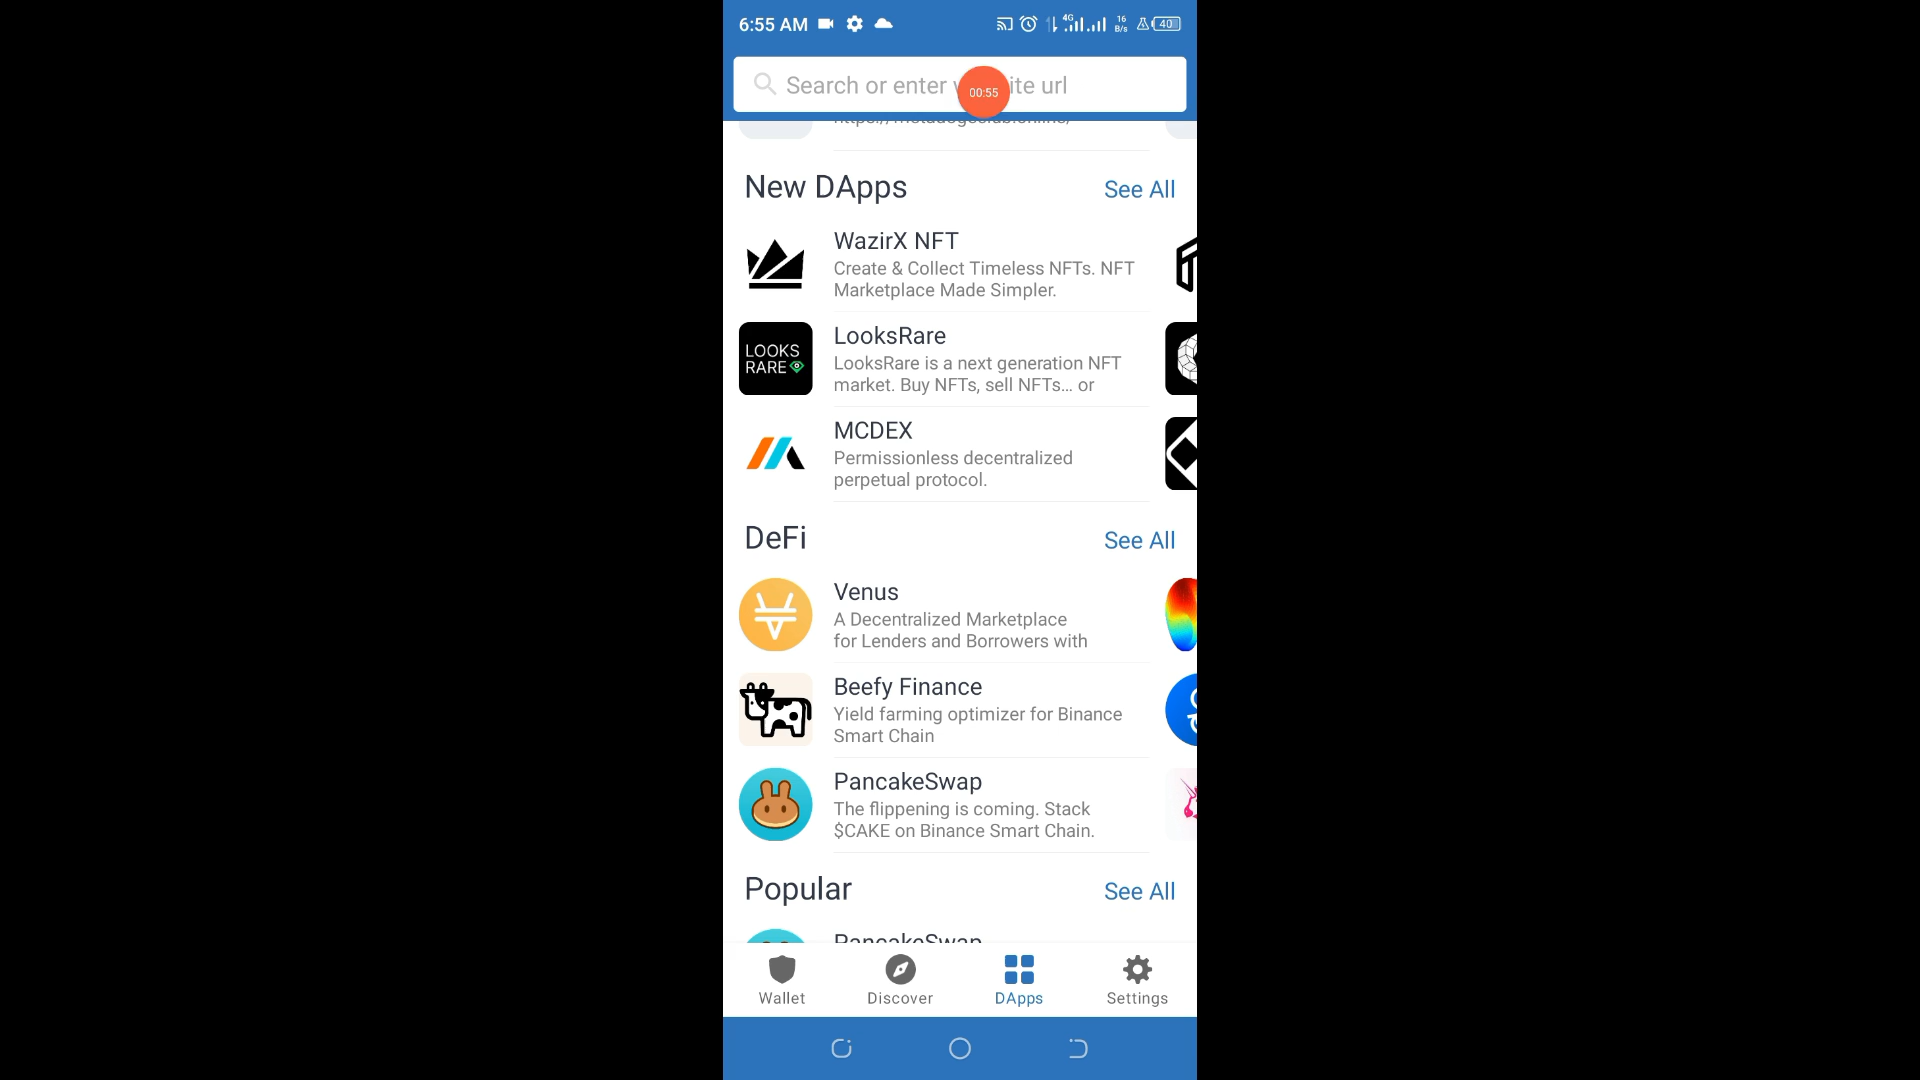 6:55 AM
4G
16
B/s
40
Search or enter
ite url
00:55
New DApps
See All
WazirX NFT
Create & Collect Timeless NFTs. NFT
Marketplace Made Simpler.
LOOKS
RARE
LooksRare
LooksRare is a next generation NFT
market. Buy NFTs, sell NFTs... or
MCDEX
Permissionless decentralized
perpetual protocol.
DeFi
See All
Venus
A Decentralized Marketplace
for Lenders and Borrowers with
Beefy Finance
Yield farming optimizer for Binance
Smart Chain
PancakeSwap
The flippening is coming. Stack
$CAKE on Binance Smart Chain.
Popular
See All
PancakeSwap
Wallet
Discover
DApps
Settings